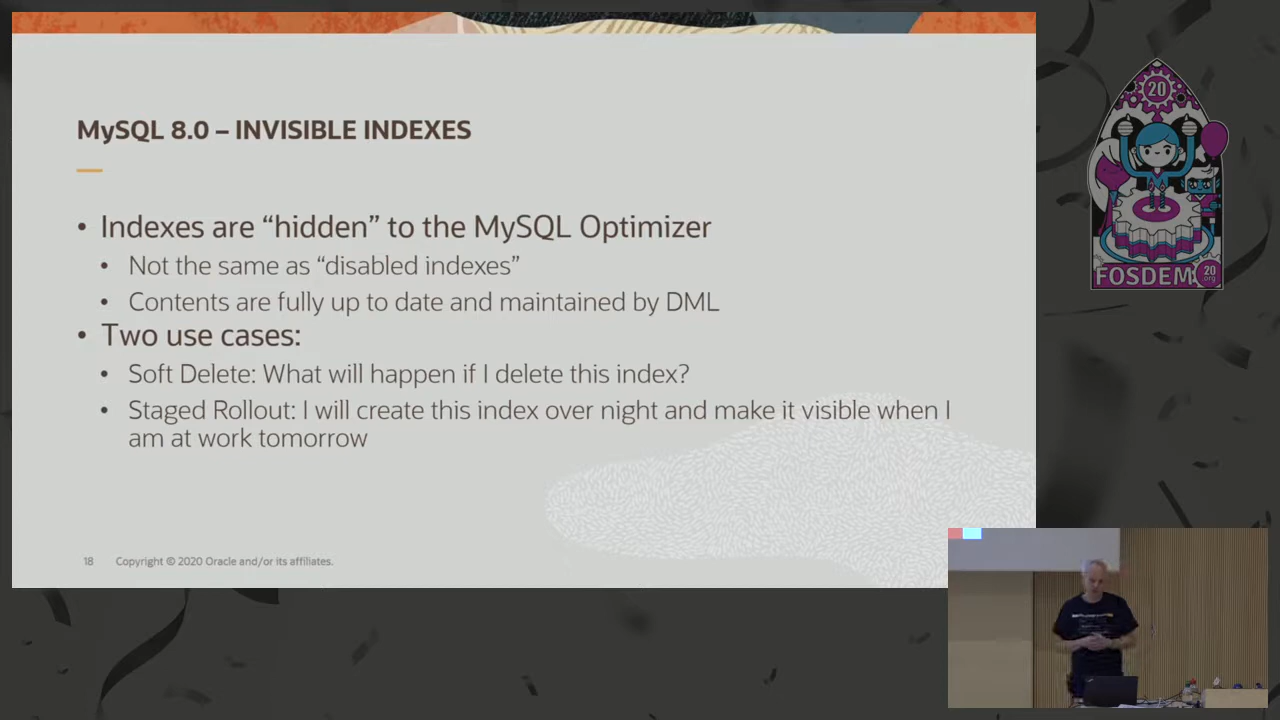 MySQL 8.0 – INVISIBLE INDEXES
• Indexes are “hidden” to the MySQL Optimizer
• Not the same as “disabled indexes”
• Contents are fully up to date and maintained by DML
• Two use cases:
• Soft Delete: What will happen if I delete this index?
• Staged Rollout: I will create this index over night and make it visible when I
am at work tomorrow
18 Copyright © 2020 Oracle and/or its affiliates.
20
FOSDEM
20
.org